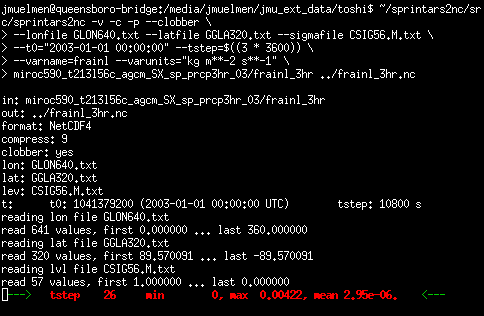 jmuelmen@queensboro-bridge:/media/jmuelmen/jmu_ext_data/toshi$ ~/sprintars2nc/src
/sprintars2nc -v -c -p --clobber \
> --lonfile GLON640.txt --latfile GGLA320.txt --sigmafile CSIG56.M.txt \
> --t0="2003-01-01 00:00:00" --tstep=$((3 * 3600)) \
> --varname=frainl --varunits="kg m**-2 s**-1" \
> miroc590_t213l56c_agcm_SX_sp_prcp3hr_03/frainl_3hr ../frainl_3hr.nc

in: miroc590_t213l56c_agcm_SX_sp_prcp3hr_03/frainl_3hr
out: ../frainl_3hr.nc
format: NetCDF4
compress: 9
clobber: yes
lon: GLON640.txt
lat: GGLA320.txt
lev: CSIG56.M.txt
t: t0: 1041379200 (2003-01-01 00:00:00 UTC) tstep: 10800 s
reading lon file GLON640.txt
read 641 values, first 0.000000 ... last 360.000000
reading lat file GGLA320.txt
read 320 values, first 89.570091 ... last -89.570091
reading lvl file CSIG56.M.txt
read 57 values, first 1.000000 ... last 0.000000
---> tstep 26 min 0, max 0.00422, mean 2.95e-06. <---